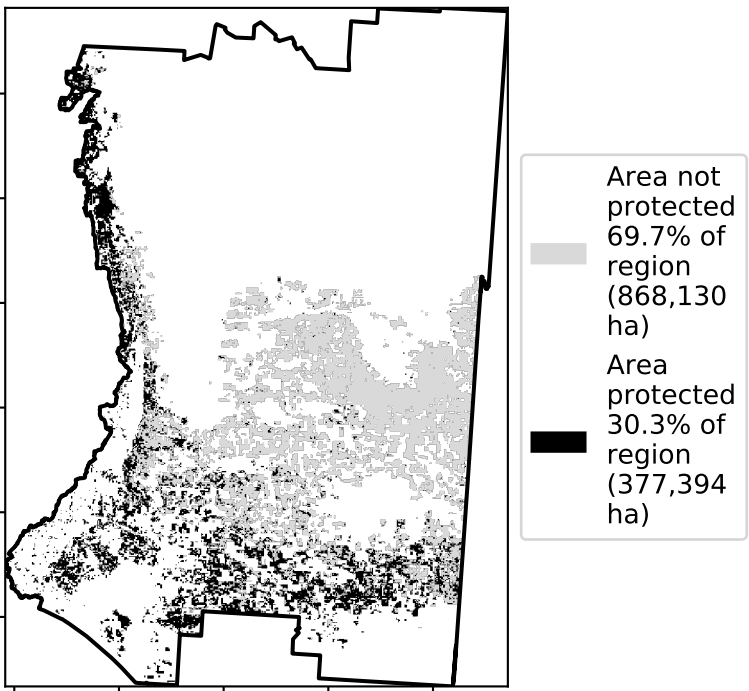 Area not
protected
69.7% of
region
(868,130
ha)
Area
protected
30.3% of
region
(377,394
ha)